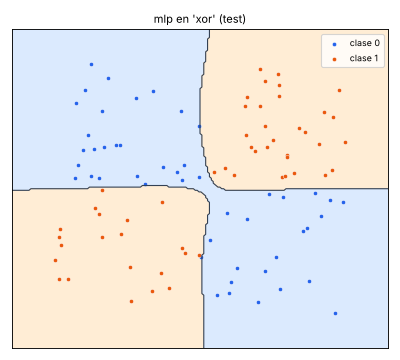 mlp en 'xor' (test)
clase 0
clase 1